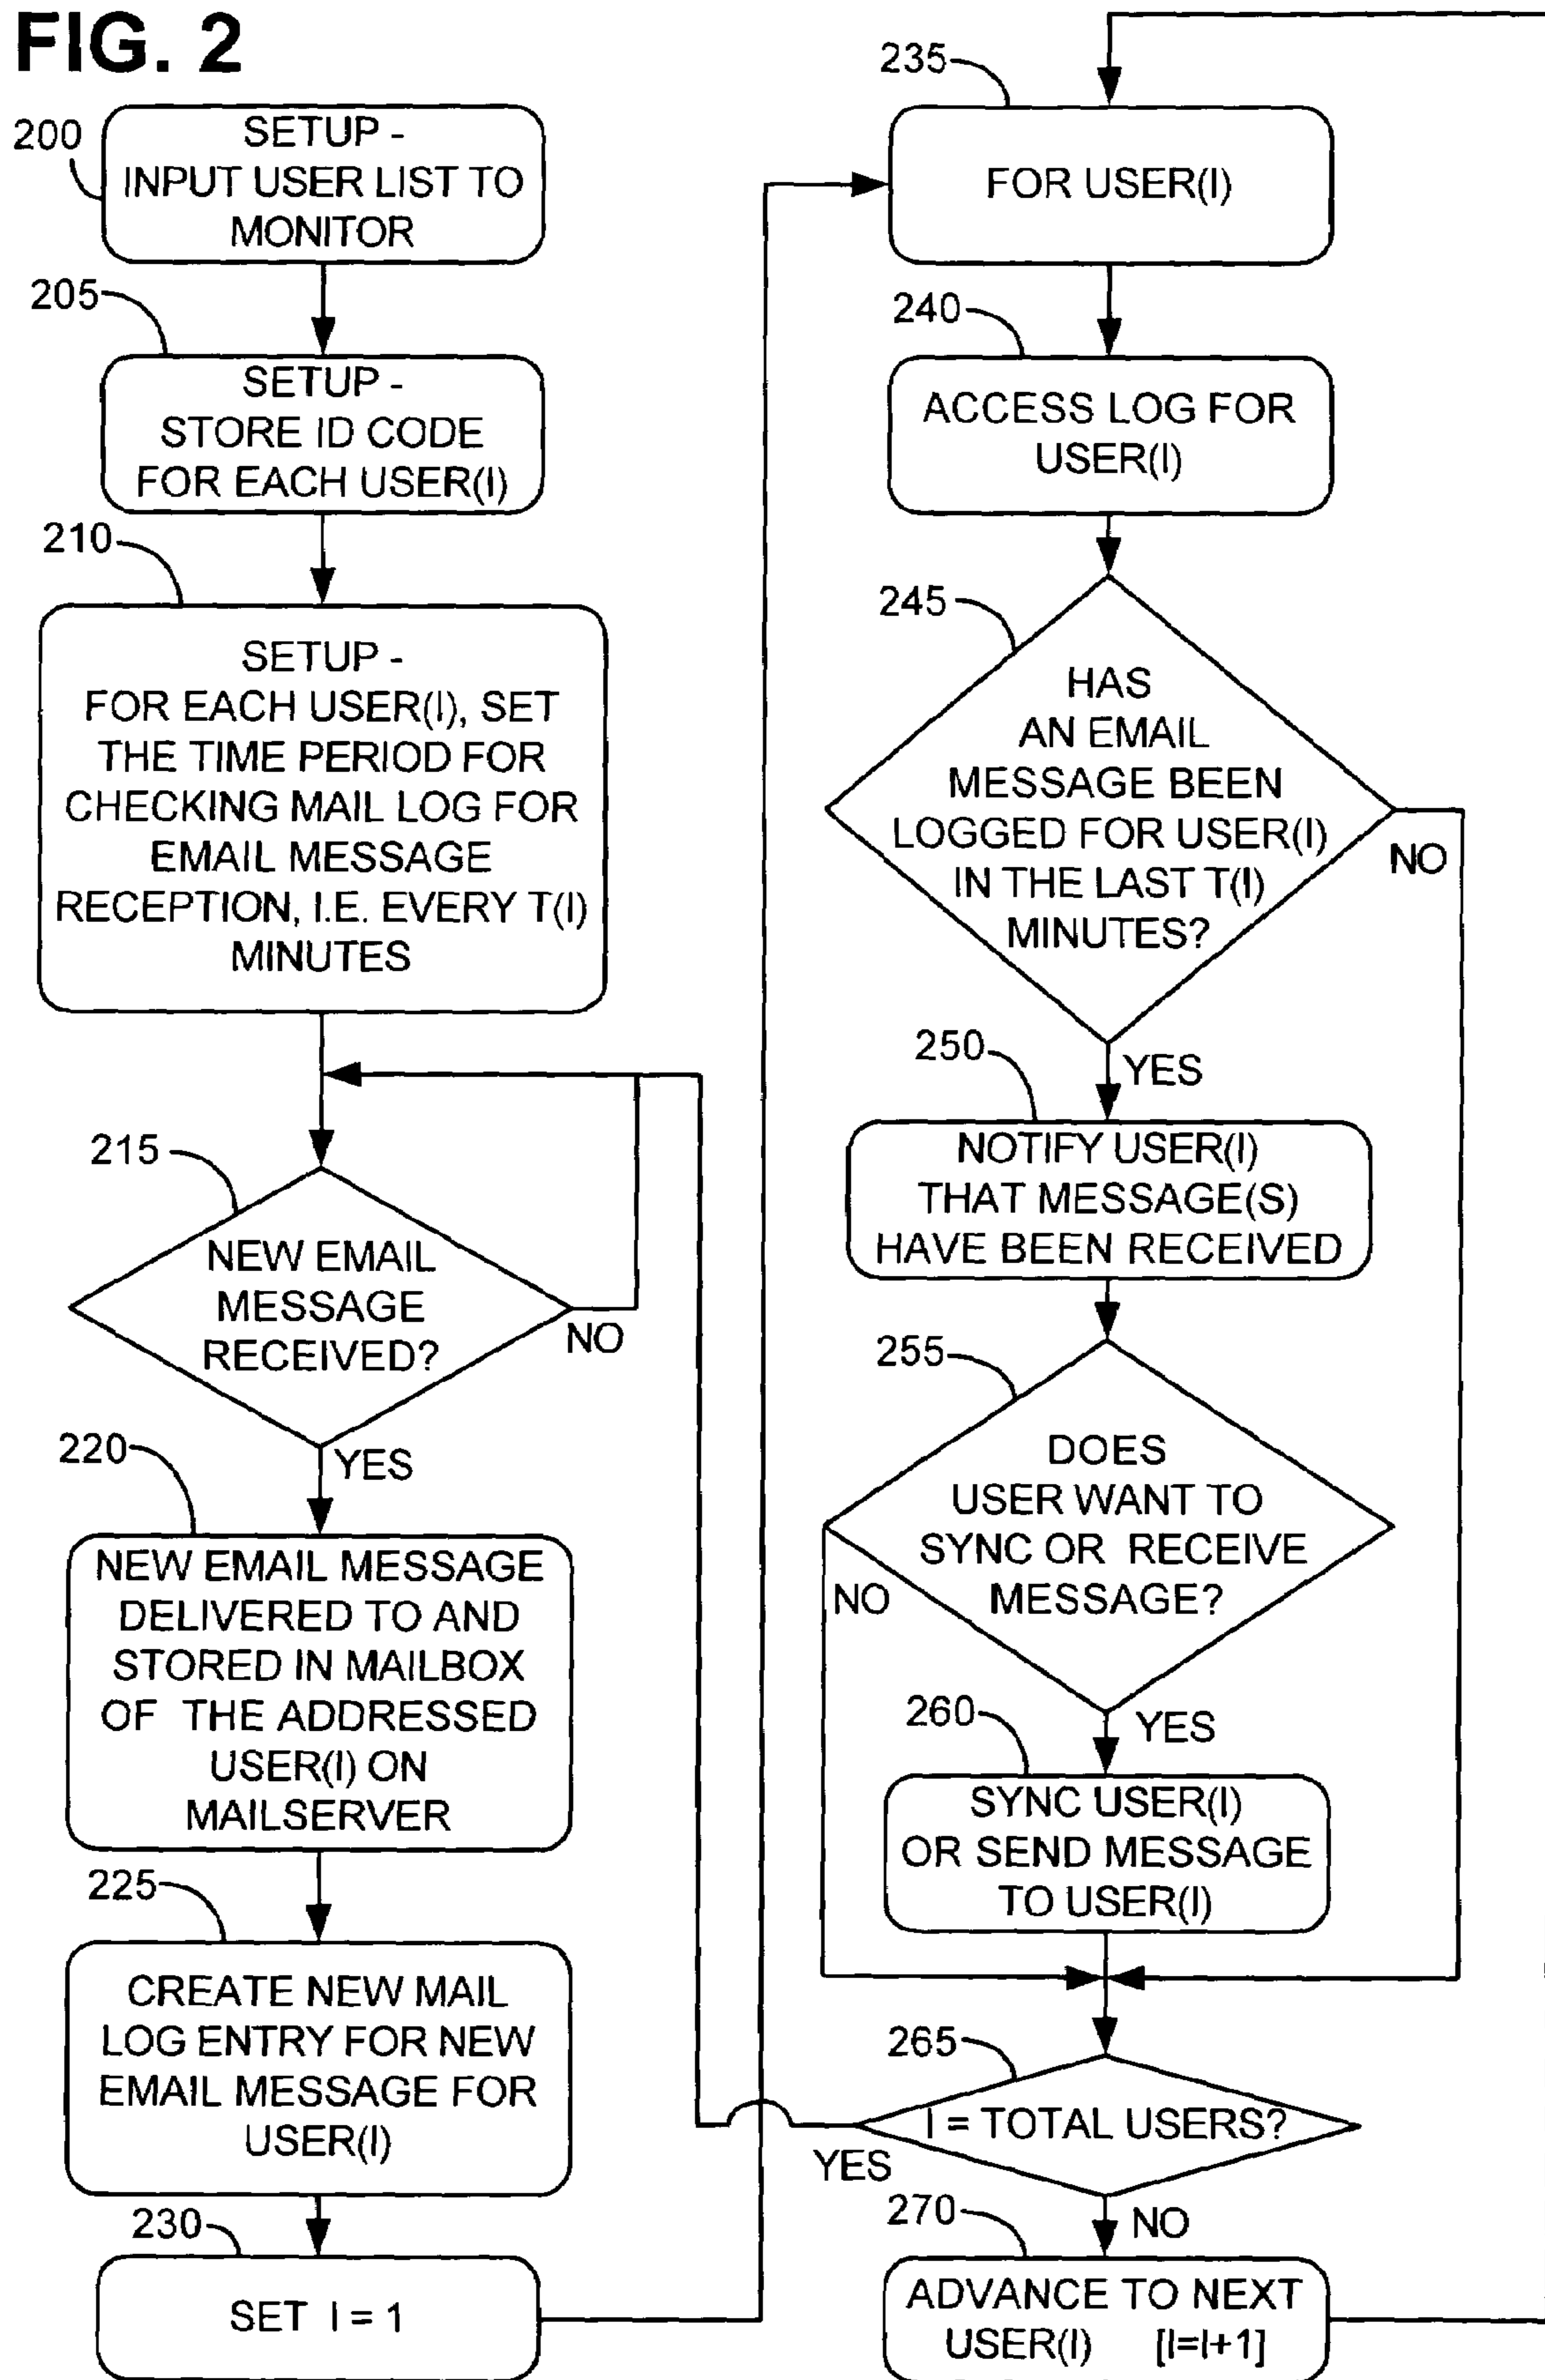 FIG. 2
200
SETUP -
INPUT USER LIST TO
MONITOR
205
SETUP -
STORE ID CODE
FOR EACH USER(I)
210
SETUP -
FOR EACH USER(I), SET
THE TIME PERIOD FOR
CHECKING MAIL LOG FOR
EMAIL MESSAGE
RECEPTION, I.E. EVERY T(I)
MINUTES
215
NEW EMAIL
MESSAGE
RECEIVED?
NO
YES
220
NEW EMAIL MESSAGE
DELIVERED TO AND
STORED IN MAILBOX
OF THE ADDRESSED
USER(I) ON
MAILSERVER
225
CREATE NEW MAIL
LOG ENTRY FOR NEW
EMAIL MESSAGE FOR
USER(I)
230
SET I = 1
235
FOR USER(I)
240
ACCESS LOG FOR
USER(I)
245
HAS
AN EMAIL
MESSAGE BEEN
LOGGED FOR USER(I)
IN THE LAST T(I)
MINUTES?
NO
YES
250
NOTIFY USER(I)
THAT MESSAGE(S)
HAVE BEEN RECEIVED
255
DOES
USER WANT TO
SYNC OR RECEIVE
MESSAGE?
NO
YES
260
SYNC USER(I)
OR SEND MESSAGE
TO USER(I)
265
I = TOTAL USERS?
YES
NO
270
ADVANCE TO NEXT
USER(I) [I=I+1]